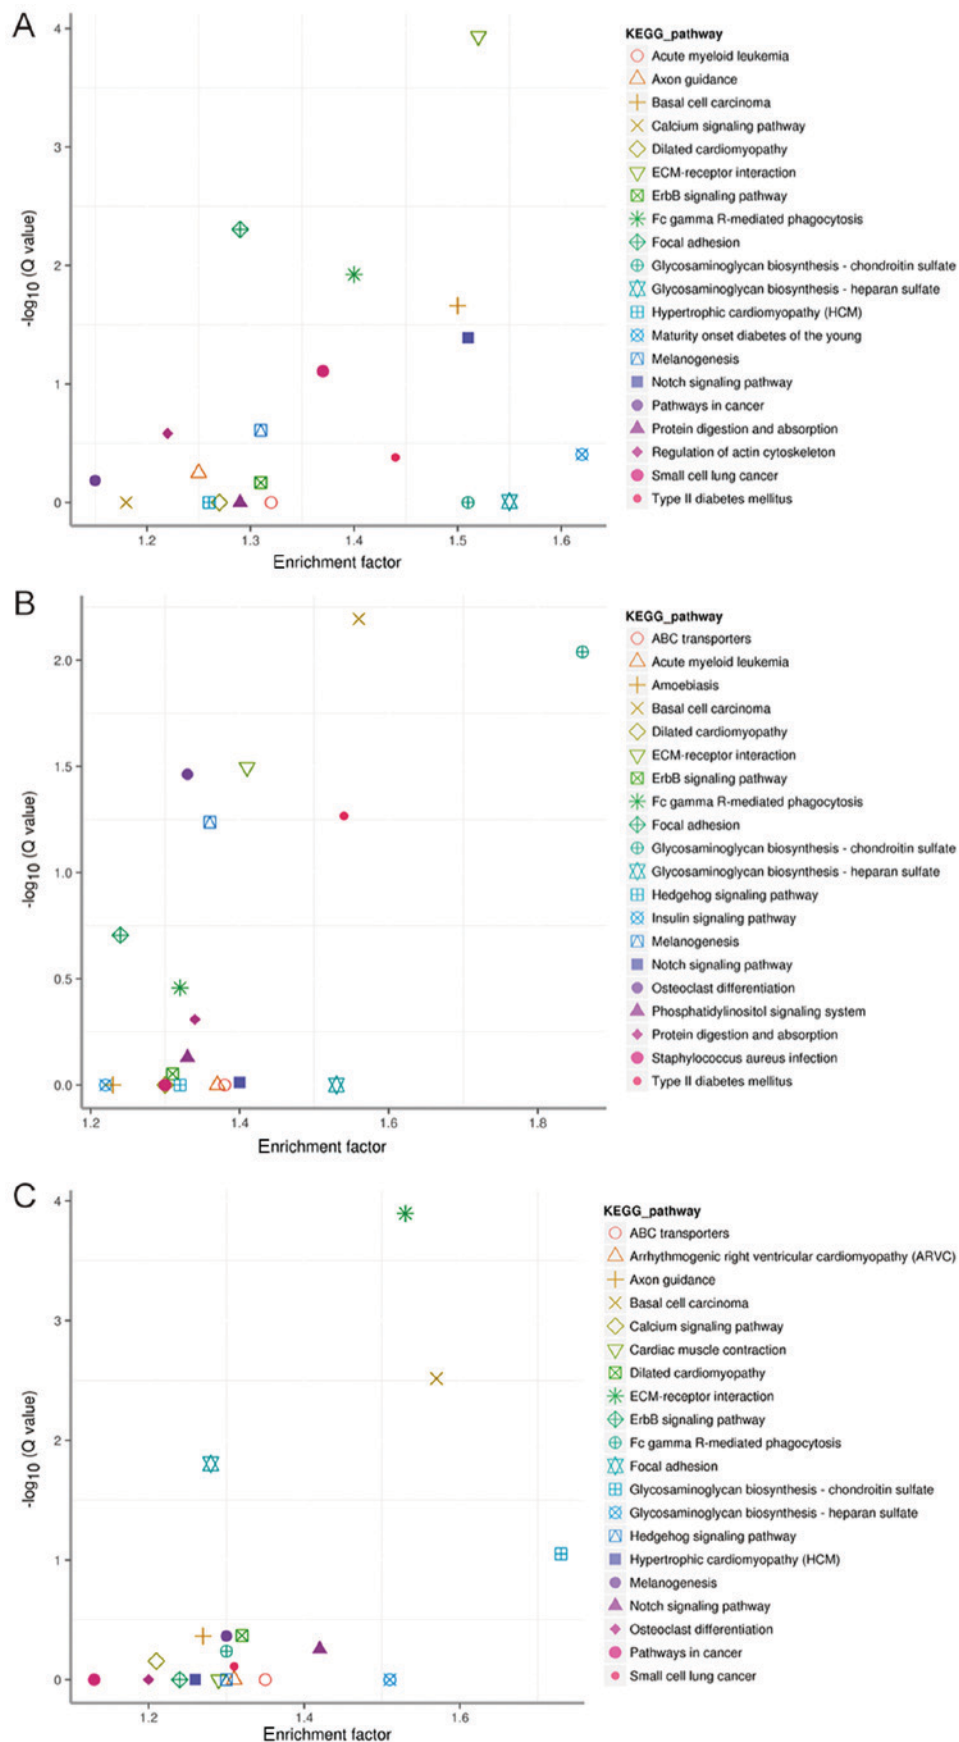 A
4
3
2
1
0
-log10 (Q value)
1.2 1.3 1.4 1.5 1.6
Enrichment factor
KEGG_pathway
Acute myeloid leukemia
Axon guidance
Basal cell carcinoma
Calcium signaling pathway
Dilated cardiomyopathy
ECM-receptor interaction
ErbB signaling pathway
Fc gamma R-mediated phagocytosis
Focal adhesion
Glycosaminoglycan biosynthesis - chondroitin sulfate
Glycosaminoglycan biosynthesis - heparan sulfate
Hypertrophic cardiomyopathy (HCM)
Maturity onset diabetes of the young
Melanogenesis
Notch signaling pathway
Pathways in cancer
Protein digestion and absorption
Regulation of actin cytoskeleton
Small cell lung cancer
Type II diabetes mellitus
B
2.0
1.5
1.0
0.5
0.0
-log10 (Q value)
1.2 1.4 1.6 1.8
Enrichment factor
KEGG_pathway
ABC transporters
Acute myeloid leukemia
Amoebiasis
Basal cell carcinoma
Dilated cardiomyopathy
ECM-receptor interaction
ErbB signaling pathway
Fc gamma R-mediated phagocytosis
Focal adhesion
Glycosaminoglycan biosynthesis - chondroitin sulfate
Glycosaminoglycan biosynthesis - heparan sulfate
Hedgehog signaling pathway
Insulin signaling pathway
Melanogenesis
Notch signaling pathway
Osteoclast differentiation
Phosphatidylinositol signaling system
Protein digestion and absorption
Staphylococcus aureus infection
Type II diabetes mellitus
C
4
3
2
1
0
-log10 (Q value)
1.2 1.4 1.6
Enrichment factor
KEGG_pathway
ABC transporters
Arrhythmogenic right ventricular cardiomyopathy (ARVC)
Axon guidance
Basal cell carcinoma
Calcium signaling pathway
Cardiac muscle contraction
Dilated cardiomyopathy
ECM-receptor interaction
ErbB signaling pathway
Fc gamma R-mediated phagocytosis
Focal adhesion
Glycosaminoglycan biosynthesis - chondroitin sulfate
Glycosaminoglycan biosynthesis - heparan sulfate
Hedgehog signaling pathway
Hypertrophic cardiomyopathy (HCM)
Melanogenesis
Notch signaling pathway
Osteoclast differentiation
Pathways in cancer
Small cell lung cancer